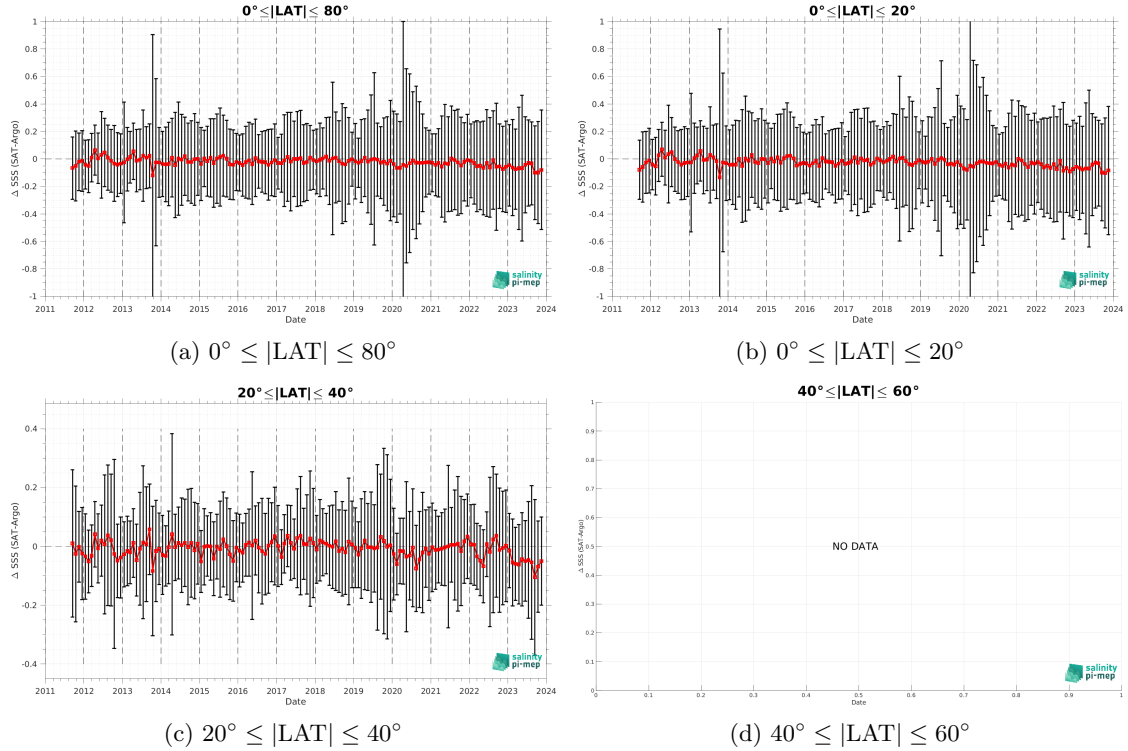 0°≤|LAT|≤ 80°
1
0.8
0.6
0.4
0.2
0
-0.2
-0.4
-0.6
-0.8
-1
Δ SSS (SAT-Argo)
2011 2012 2013 2014 2015 2016 2017 2018 2019 2020 2021 2022 2023 2024
Date
salinity
pi-mep
(a) 0° ≤ |LAT| ≤ 80°
0°≤|LAT|≤ 20°
1
0.8
0.6
0.4
0.2
0
-0.2
-0.4
-0.6
-0.8
-1
Δ SSS (SAT-Argo)
2011 2012 2013 2014 2015 2016 2017 2018 2019 2020 2021 2022 2023 2024
Date
salinity
pi-mep
(b) 0° ≤ |LAT| ≤ 20°
20°≤|LAT|≤ 40°
0.4
0.2
0
-0.2
-0.4
Δ SSS (SAT-Argo)
2011 2012 2013 2014 2015 2016 2017 2018 2019 2020 2021 2022 2023 2024
Date
salinity
pi-mep
(c) 20° ≤ |LAT| ≤ 40°
40°≤|LAT|≤ 60°
1
0.9
0.8
0.7
0.6
0.5
0.4
0.3
0.2
0.1
0
Δ SSS (SAT-Argo)
NO DATA
0 0.1 0.2 0.3 0.4 0.5 0.6 0.7 0.8 0.9 1
Date
salinity
pi-mep
(d) 40° ≤ |LAT| ≤ 60°